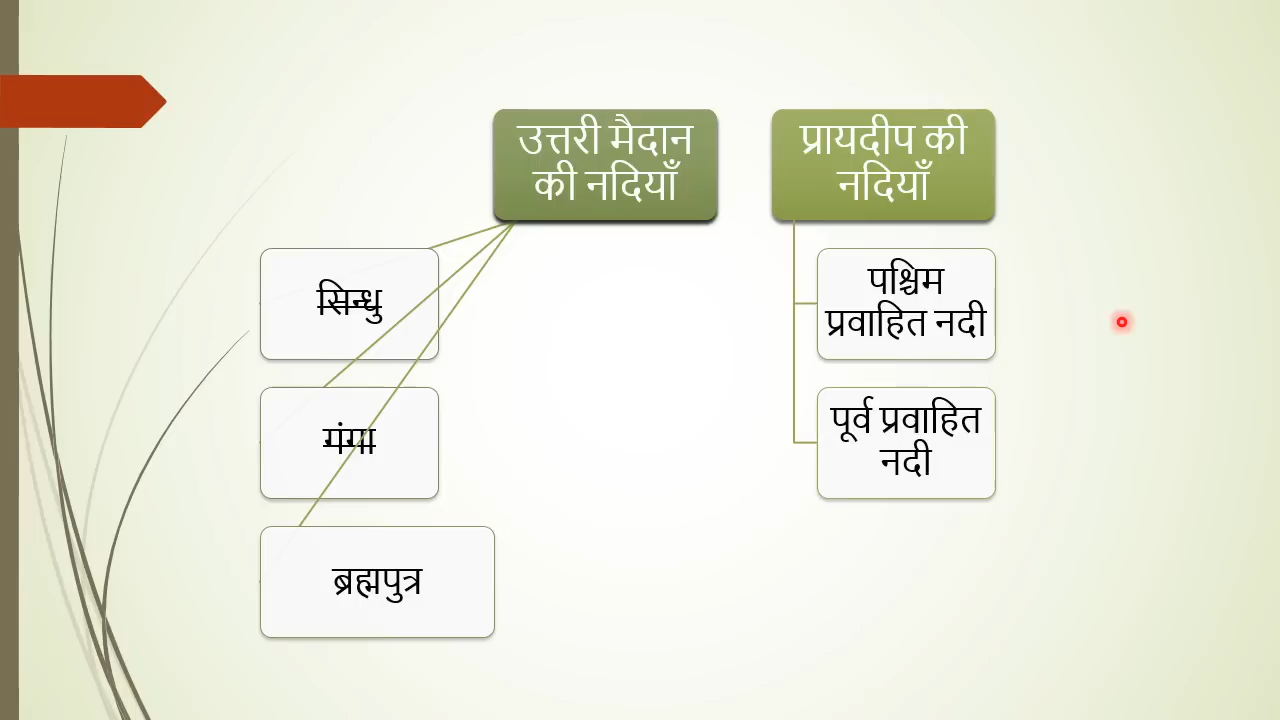 उत्तरी मैदान
की नदियाँ
सिन्धु
गंगा
ब्रह्मपुत्र
प्रायदीप की
नदियाँ
पश्चिम
प्रवाहित नदी
पूर्व प्रवाहित
नदी